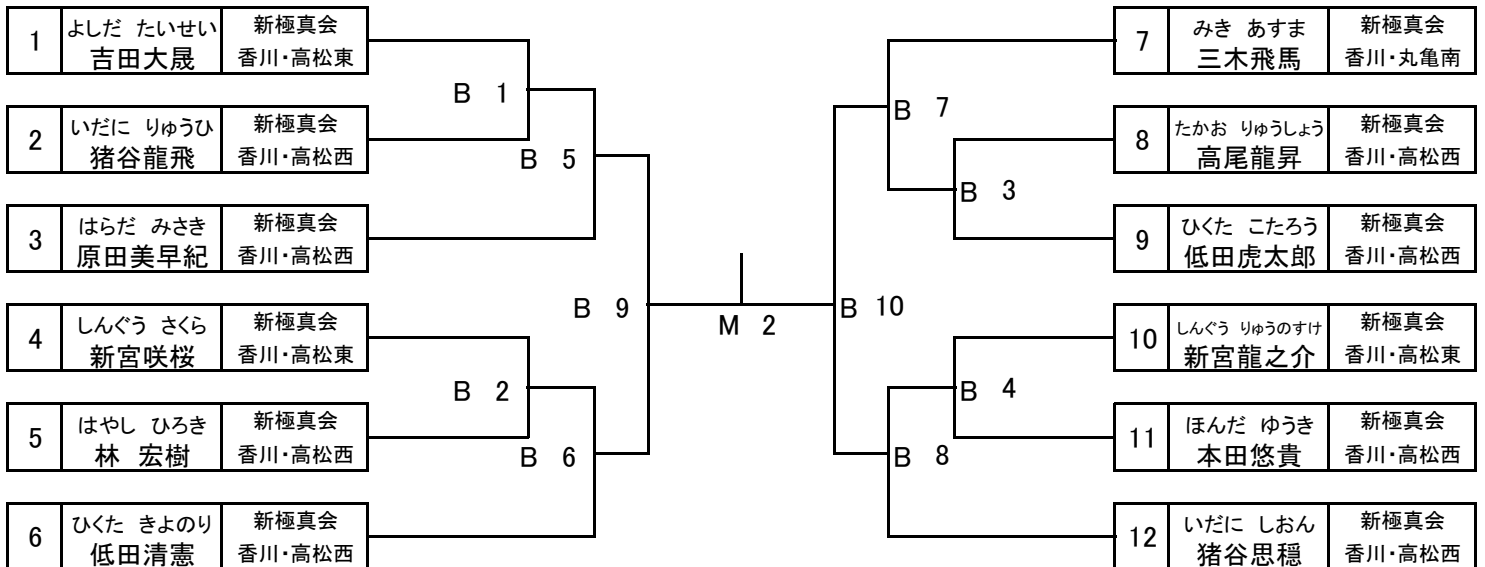 1
よしだ たいせい
吉田大晟
新極真会
香川・高松東
2
いだに りゅうひ
猪谷龍飛
新極真会
香川・高松西
3
はらだ みさき
原田美早紀
新極真会
香川・高松西
4
しんぐう さくら
新宮咲桜
新極真会
香川・高松東
5
はやし ひろき
林 宏樹
新極真会
香川・高松西
6
ひくた きよのり
低田清憲
新極真会
香川・高松西
B 1
B 5
B 9
B 2
B 6
M 2
B 7
B 3
B 10
B 4
B 8
7
みき あすま
三木飛馬
新極真会
香川・丸亀南
8
たかお りゅうしょう
高尾龍昇
新極真会
香川・高松西
9
ひくた こたろう
低田虎太郎
新極真会
香川・高松西
10
しんぐう りゅうのすけ
新宮龍之介
新極真会
香川・高松東
11
ほんだ ゆうき
本田悠貴
新極真会
香川・高松西
12
いだに しおん
猪谷思穏
新極真会
香川・高松西